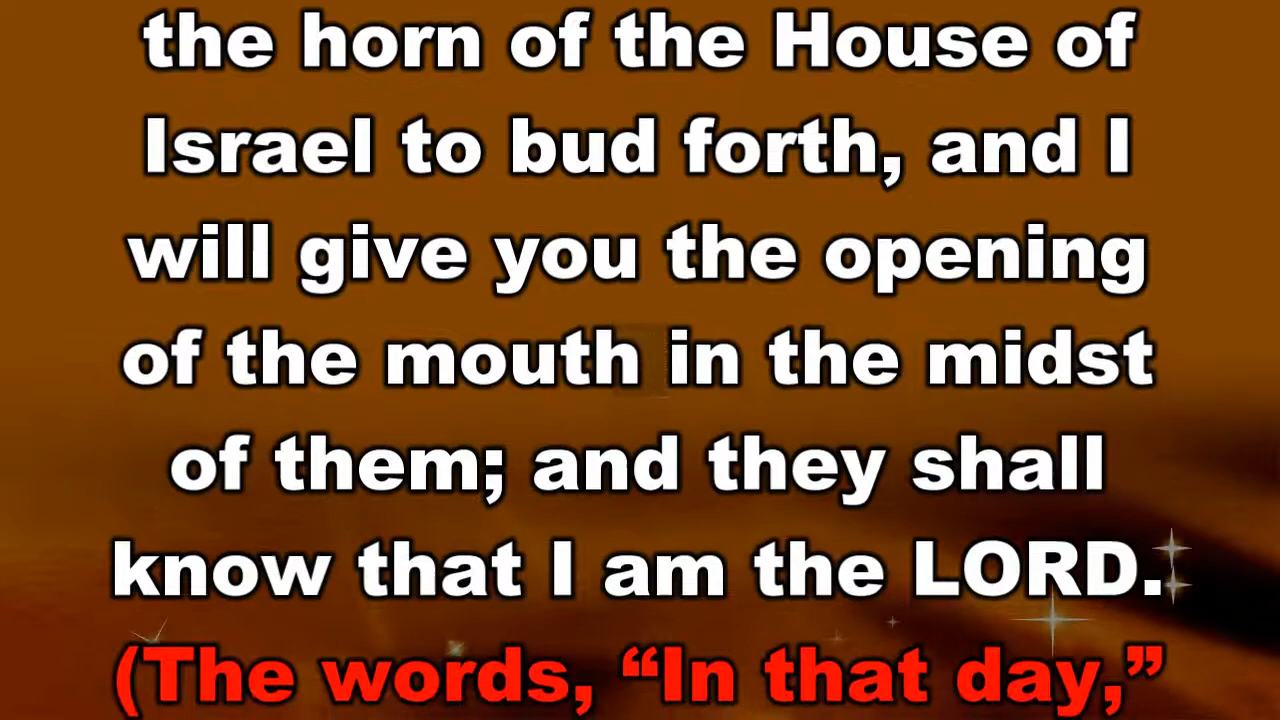 the horn of the House of
Israel to bud forth, and I
will give you the opening
of the mouth in the midst
of them; and they shall
know that I am the LORD.
(The words, “In that day,”